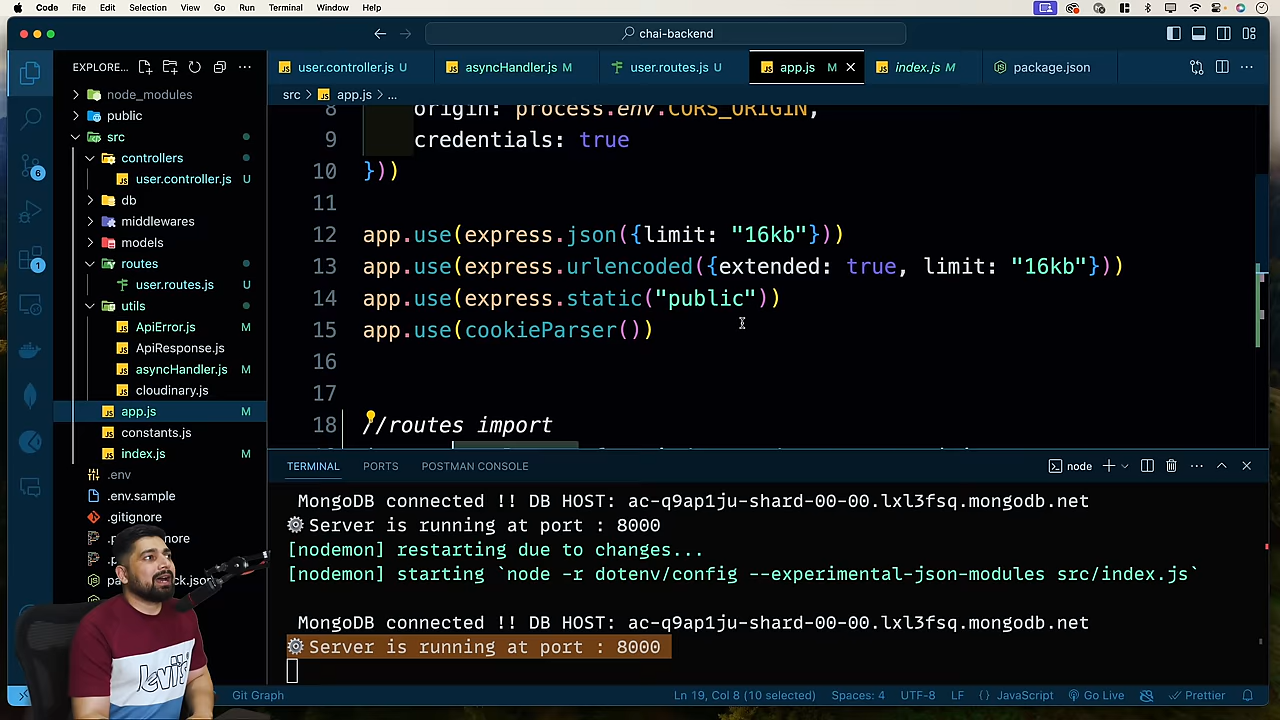 Code File Edit Selection View Go Run Terminal Window Help
chai-backend
EXPLORE...
user.controller.js U
asyncHandler.js M
user.routes.js U
app.js M
index.js M
package.json
src > app.js > ...
node_modules
public
src
controllers
user.controller.js U
db
middlewares
models
routes
user.routes.js U
utils
ApiError.js M
ApiResponse.js
asyncHandler.js M
cloudinary.js
app.js M
constants.js
index.js M
.env
.env.sample
.gitignore
1
8 origin: process.env.CORS_ORIGIN,
9 credentials: true
10 }))
11
12 app.use(express.json({limit: "16kb"}))
13 app.use(express.urlencoded({extended: true, limit: "16kb"}))
14 app.use(express.static("public"))
15 app.use(cookieParser())
16
17
18 //routes import
TERMINAL PORTS POSTMAN CONSOLE
node
MongoDB connected !! DB HOST: ac-q9ap1ju-shard-00-00.lxl3fsq.mongodb.net
Server is running at port : 8000
[nodemon] restarting due to changes...
[nodemon] starting `node -r dotenv/config --experimental-json-modules src/index.js`
MongoDB connected !! DB HOST: ac-q9ap1ju-shard-00-00.lxl3fsq.mongodb.net
Server is running at port : 8000
Levi's
Git Graph
Ln 19, Col 8 (10 selected) Spaces: 4 UTF-8 LF {} JavaScript Go Live Prettier